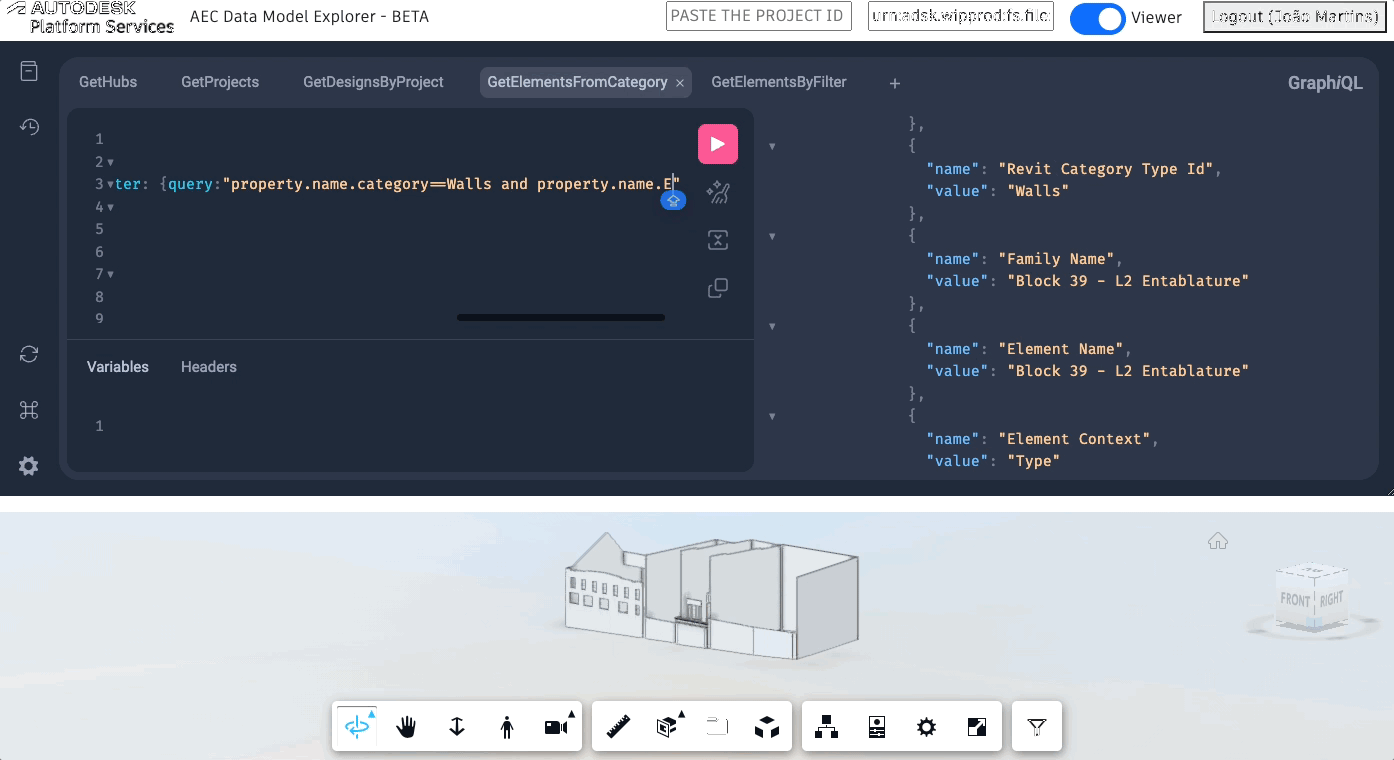 AUTODESK
Platform Services
AEC Data Model Explorer - BETA
PASTE THE PROJECT ID
urn:adsk.wipprod:fs.file:
Viewer
Logout (João Martins)
GetHubs
GetProjects
GetDesignsByProject
GetElementsFromCategory ×
GetElementsByFilter
+
GraphiQL
1
2
3 ter: {query:"property.name.category==Walls and property.name.E"
4
5
6
7
8
9
Variables
Headers
1
},
{
"name": "Revit Category Type Id",
"value": "Walls"
},
{
"name": "Family Name",
"value": "Block 39 - L2 Entablature"
},
{
"name": "Element Name",
"value": "Block 39 - L2 Entablature"
},
{
"name": "Element Context",
"value": "Type"
FRONT
RIGHT